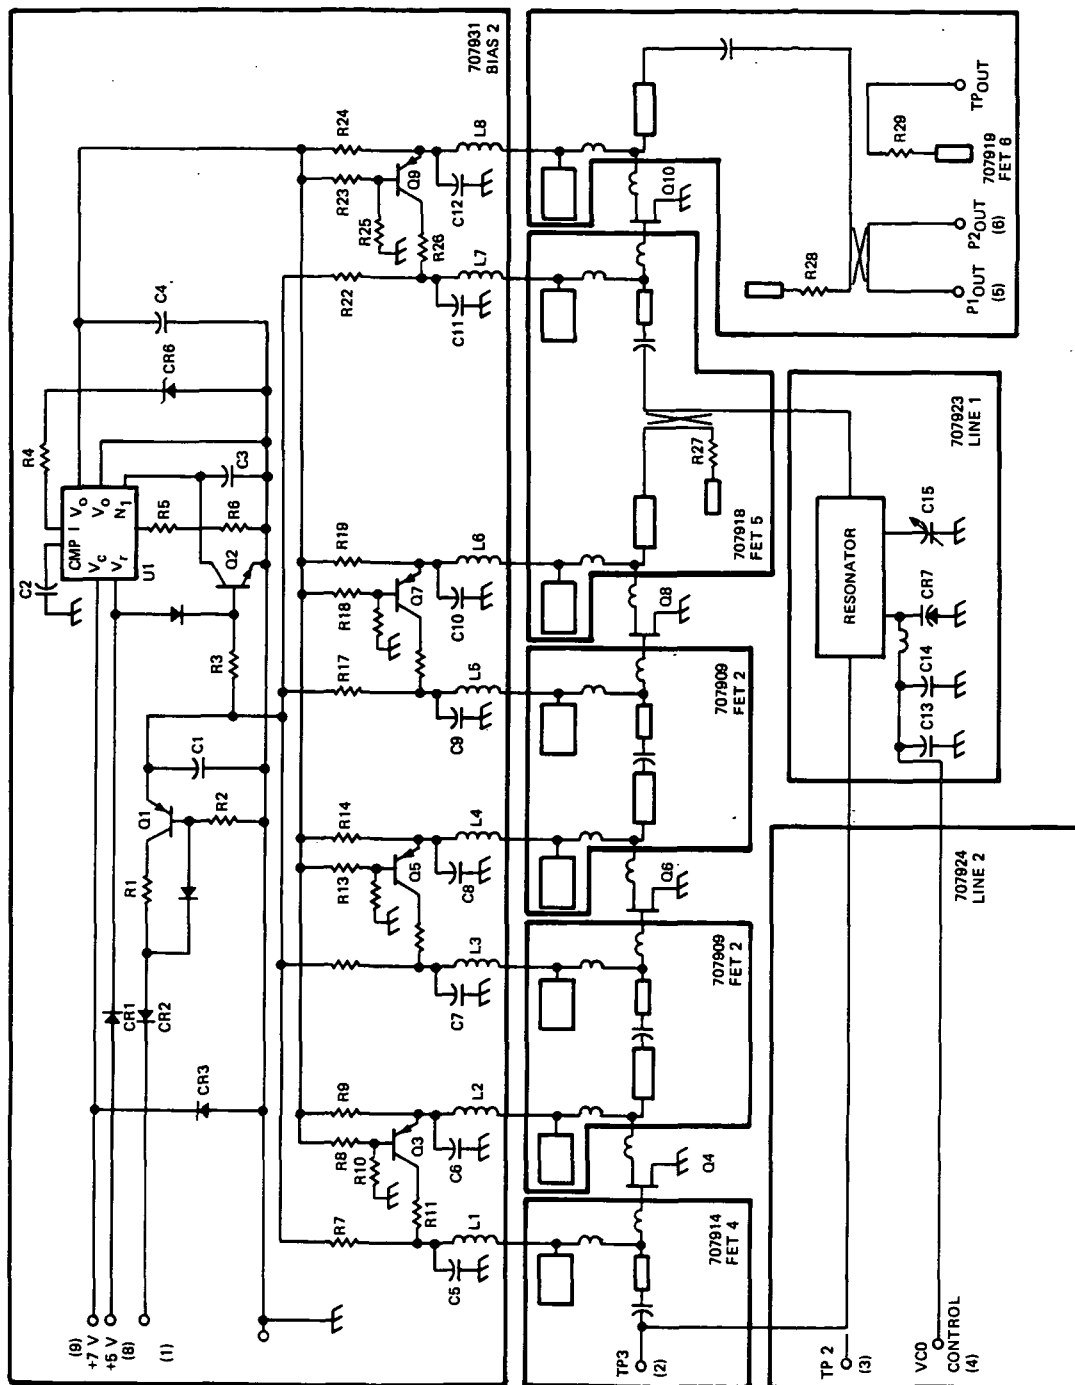 707931
BIAS 2
C2
CMP
I
Vc
Vr
Vo
Vo
N1
U1
R4
R5
R6
C3
C4
CR6
Q2
R3
C1
R2
Q1
R1
CR1
CR2
CR3
(9)
+7 V
+5 V
(8)
(1)
R7
R8
R9
R10
R11
Q3
C5
C6
L1
L2
R13
R14
Q5
C7
C8
L3
L4
R17
R18
R19
Q7
C9
C10
L5
L6
R22
R23
R24
R25
R26
Q9
C11
C12
L7
L8
707914
FET 4
Q4
707909
FET 2
Q6
707909
FET 2
Q8
707918
FET 5
R27
Q10
707919
FET 6
R28
R29
P1OUT
(5)
P2OUT
(6)
TPOUT
707923
LINE 1
RESONATOR
C13
C14
CR7
C15
707924
LINE 2
TP3
(2)
TP 2
(3)
VCO
CONTROL
(4)